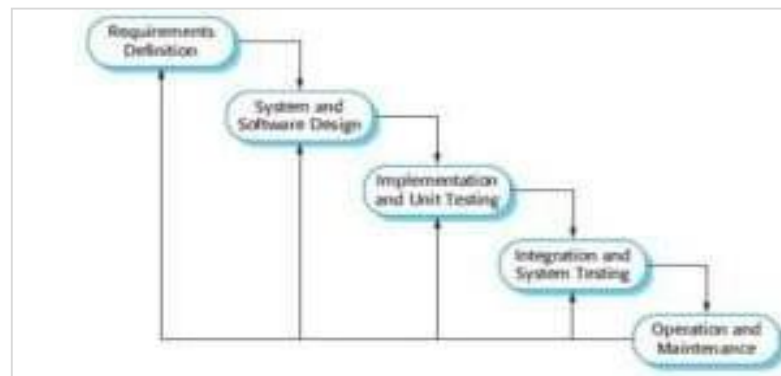 Requirements
Definition
System and
Software Design
Implementation
and Unit Testing
Integration and
System Testing
Operation and
Maintenance